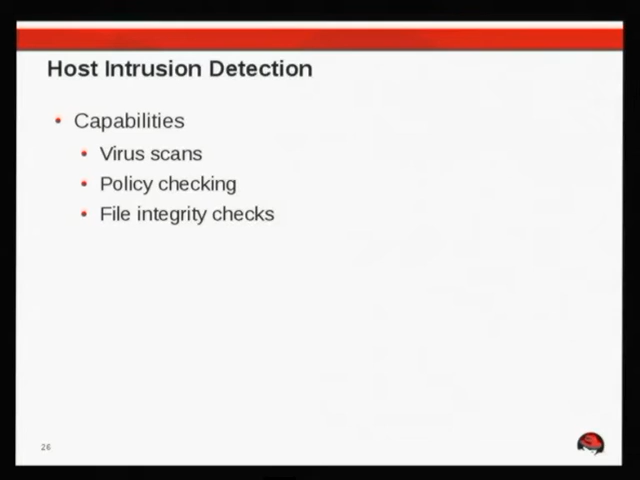 Host Intrusion Detection
• Capabilities
• Virus scans
• Policy checking
• File integrity checks
26